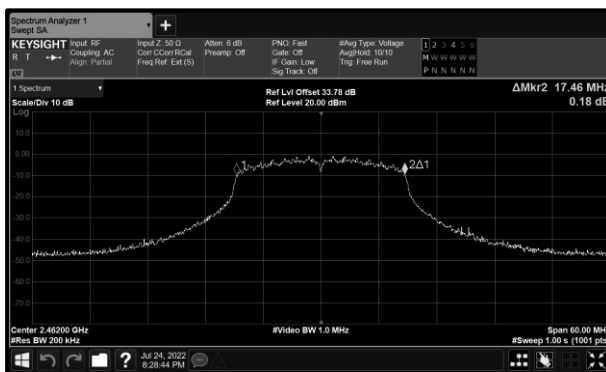 Spectrum Analyzer 1
Swept SA
+
KEYSIGHT Input: RF Input Z: 50 Ω Atten: 6 dB PNO: Fast #Avg Type: Voltage 1 2 3 4 5 6
R T Coupling: AC Corr CCorr RCal Preamp: Off Gate: Off Avg|Hold: 10/10 M W W W W W
Align: Partial Freq Ref: Ext (S) IF Gain: Low Trig: Free Run P N N N N N
Sig Track: Off
1 Spectrum Ref Lvl Offset 33.78 dB ΔMkr2 17.46 MHz
Scale/Div 10 dB Ref Level 20.00 dBm 0.18 dB
Log
10.0
0.00
1 2Δ1
-10.0
-20.0
-30.0
-40.0
-50.0
-60.0
-70.0
Center 2.46200 GHz #Video BW 1.0 MHz Span 60.00 MHz
#Res BW 200 kHz #Sweep 1.00 s (1001 pts)
? Jul 24, 2022
8:28:44 PM